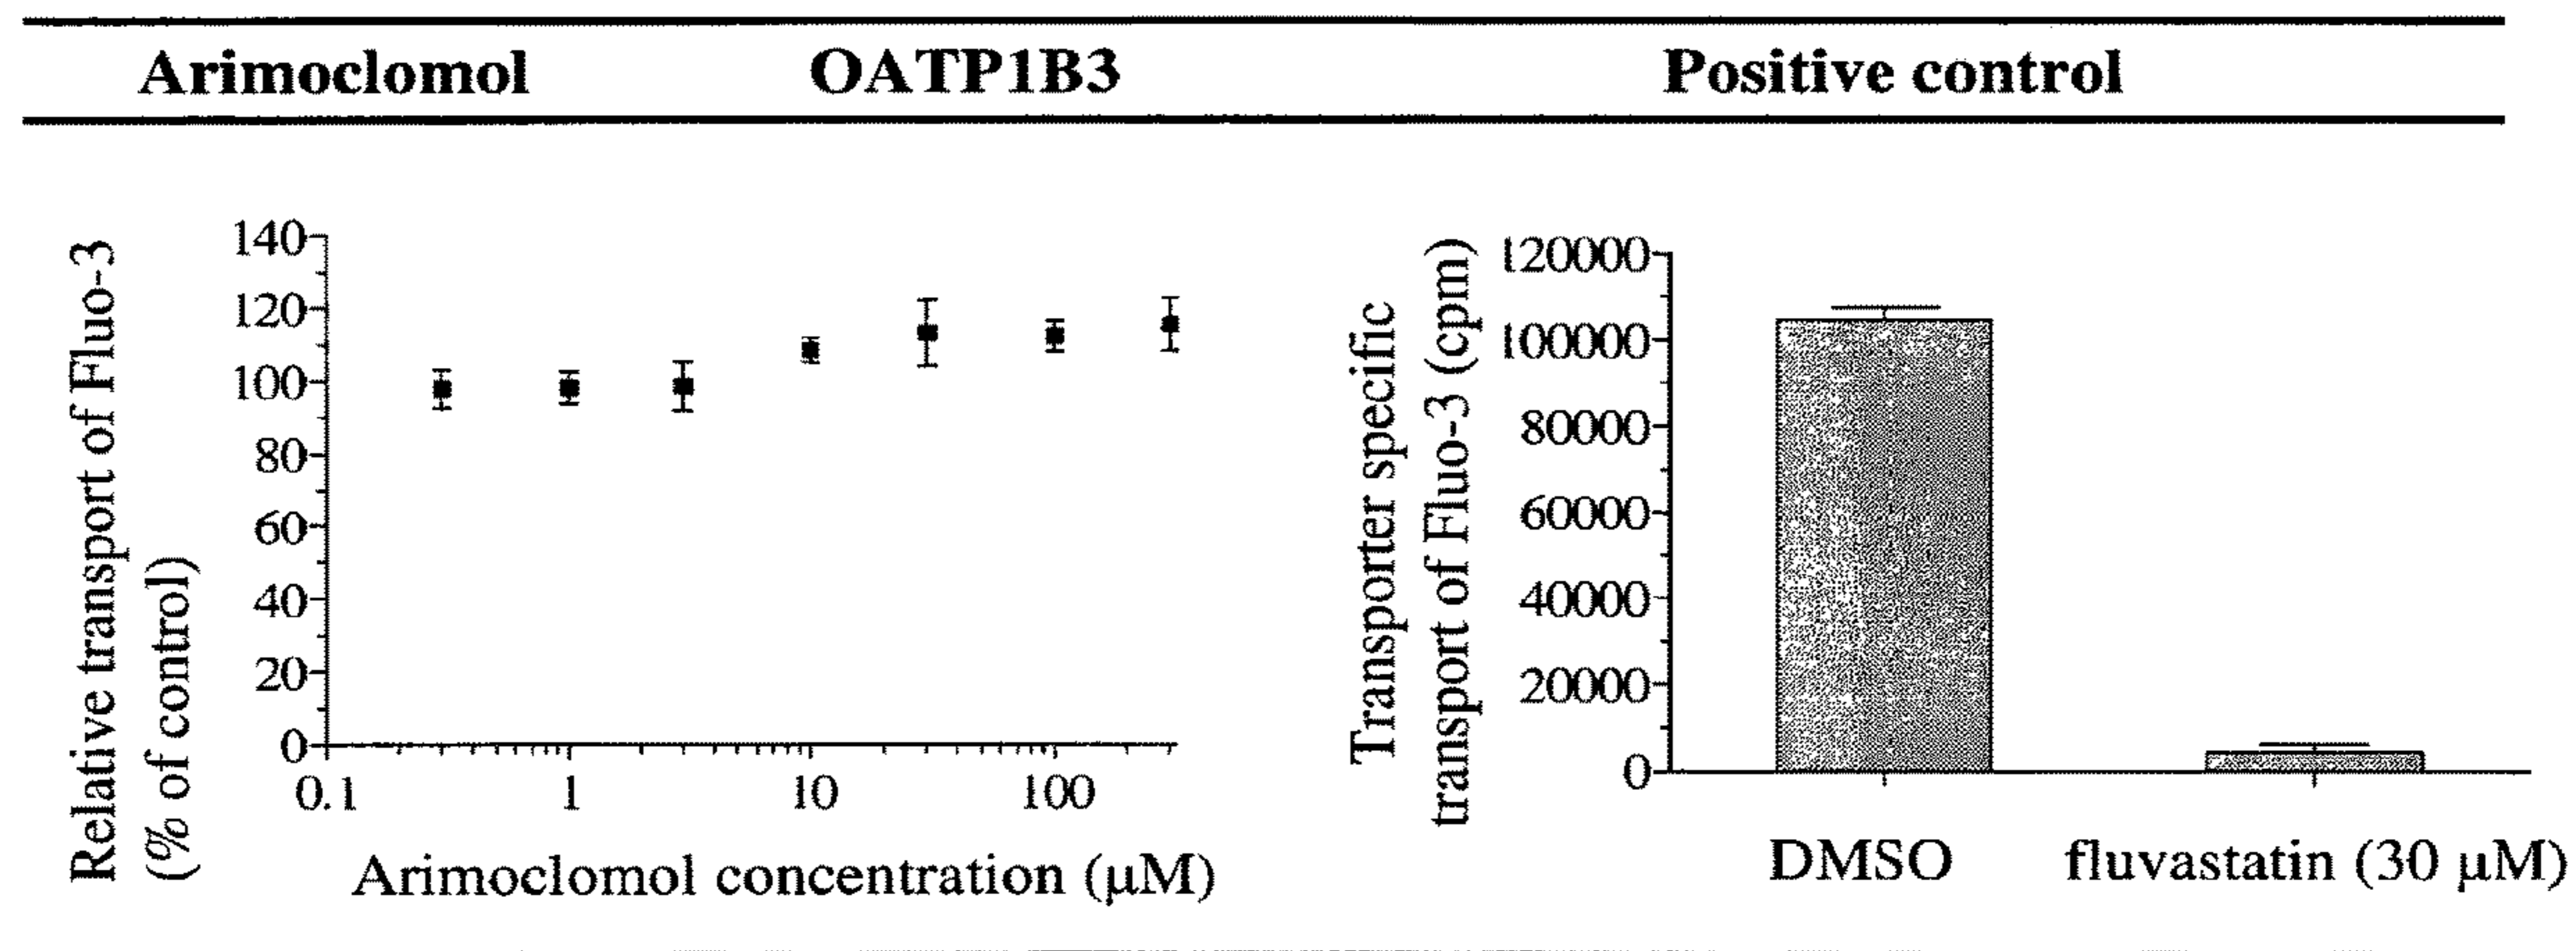 Arimoclomol OATP1B3 Positive control
Relative transport of Fluo-3
(% of control)
140
120
100
80
60
40
20
0
0.1 1 10 100
Arimoclomol concentration (µM)
Transporter specific
transport of Fluo-3 (cpm)
120000
100000
80000
60000
40000
20000
0
DMSO fluvastatin (30 µM)